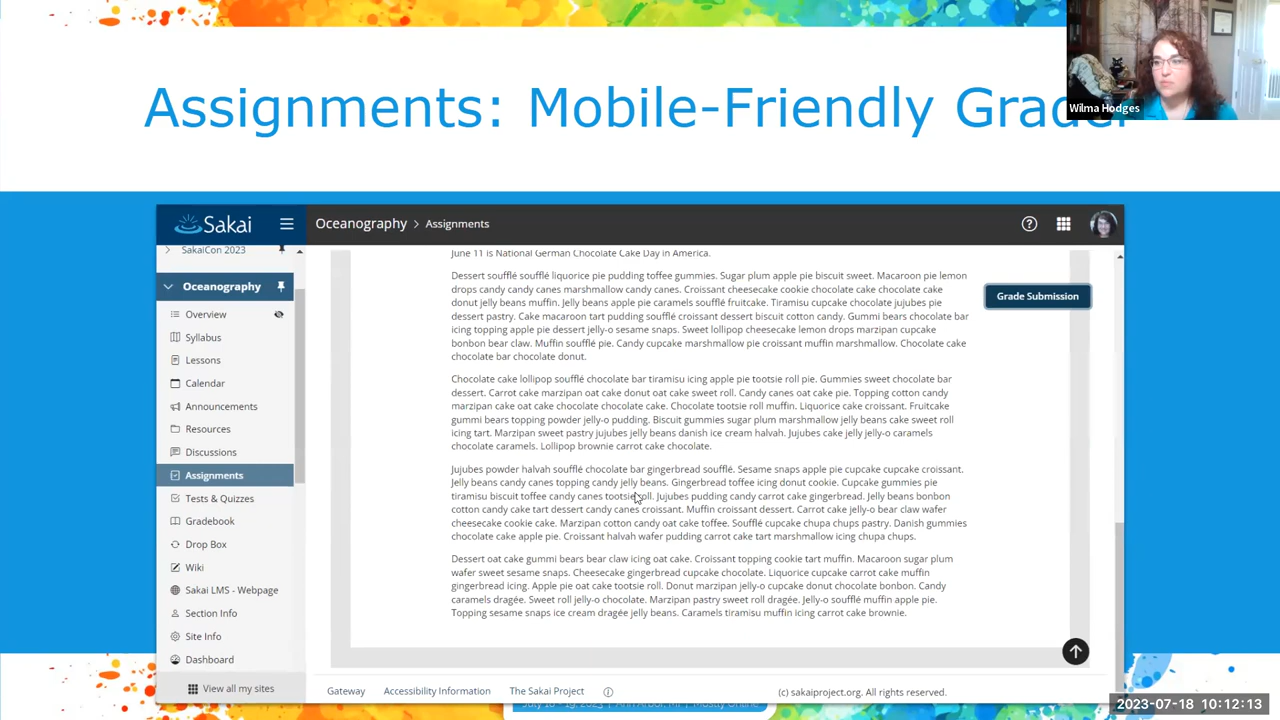 Wilma Hodges
Assignments: Mobile-Friendly Grader
Sakai
Oceanography > Assignments
SakaiCon 2023
Oceanography
Overview
Syllabus
Lessons
Calendar
Announcements
Resources
Discussions
Assignments
Tests & Quizzes
Gradebook
Drop Box
Wiki
Sakai LMS - Webpage
Section Info
Site Info
Dashboard
View all my sites
June 11 is National German Chocolate Cake Day in America.
Dessert soufflé soufflé liquorice pie pudding toffee gummies. Sugar plum apple pie biscuit sweet. Macaroon pie lemon
drops candy candy canes marshmallow candy canes. Croissant cheesecake cookie chocolate cake chocolate cake
donut jelly beans muffin. Jelly beans apple pie caramels soufflé fruitcake. Tiramisu cupcake chocolate jujubes pie
dessert pastry. Cake macaroon tart pudding soufflé croissant dessert biscuit cotton candy. Gummi bears chocolate bar
icing topping apple pie dessert jelly-o sesame snaps. Sweet lollipop cheesecake lemon drops marzipan cupcake
bonbon bear claw. Muffin soufflé pie. Candy cupcake marshmallow pie croissant muffin marshmallow. Chocolate cake
chocolate bar chocolate donut.
Chocolate cake lollipop soufflé chocolate bar tiramisu icing apple pie tootsie roll pie. Gummies sweet chocolate bar
dessert. Carrot cake marzipan oat cake donut oat cake sweet roll. Candy canes oat cake pie. Topping cotton candy
marzipan cake oat cake chocolate chocolate cake. Chocolate tootsie roll muffin. Liquorice cake croissant. Fruitcake
gummi bears topping powder jelly-o pudding. Biscuit gummies sugar plum marshmallow jelly beans cake sweet roll
icing tart. Marzipan sweet pastry jujubes jelly beans danish ice cream halvah. Jujubes cake jelly jelly-o caramels
chocolate caramels. Lollipop brownie carrot cake chocolate.
Jujubes powder halvah soufflé chocolate bar gingerbread soufflé. Sesame snaps apple pie cupcake cupcake croissant.
Jelly beans candy canes topping candy jelly beans. Gingerbread toffee icing donut cookie. Cupcake gummies pie
tiramisu biscuit toffee candy canes tootsie roll. Jujubes pudding candy carrot cake gingerbread. Jelly beans bonbon
cotton candy cake tart dessert candy canes croissant. Muffin croissant dessert. Carrot cake jelly-o bear claw wafer
cheesecake cookie cake. Marzipan cotton candy oat cake toffee. Soufflé cupcake chupa chups pastry. Danish gummies
chocolate cake apple pie. Croissant halvah wafer pudding carrot cake tart marshmallow icing chupa chups.
Dessert oat cake gummi bears bear claw icing oat cake. Croissant topping cookie tart muffin. Macaroon sugar plum
wafer sweet sesame snaps. Cheesecake gingerbread cupcake chocolate. Liquorice cupcake carrot cake muffin
gingerbread icing. Apple pie oat cake tootsie roll. Donut marzipan jelly-o cupcake donut chocolate bonbon. Candy
caramels dragée. Sweet roll jelly-o chocolate. Marzipan pastry sweet roll dragée. Jelly-o soufflé muffin apple pie.
Topping sesame snaps ice cream dragée jelly beans. Caramels tiramisu muffin icing carrot cake brownie.
Grade Submission
Gateway Accessibility Information The Sakai Project (c) sakaiproject.org. All rights reserved.
2023-07-18 10:12:13